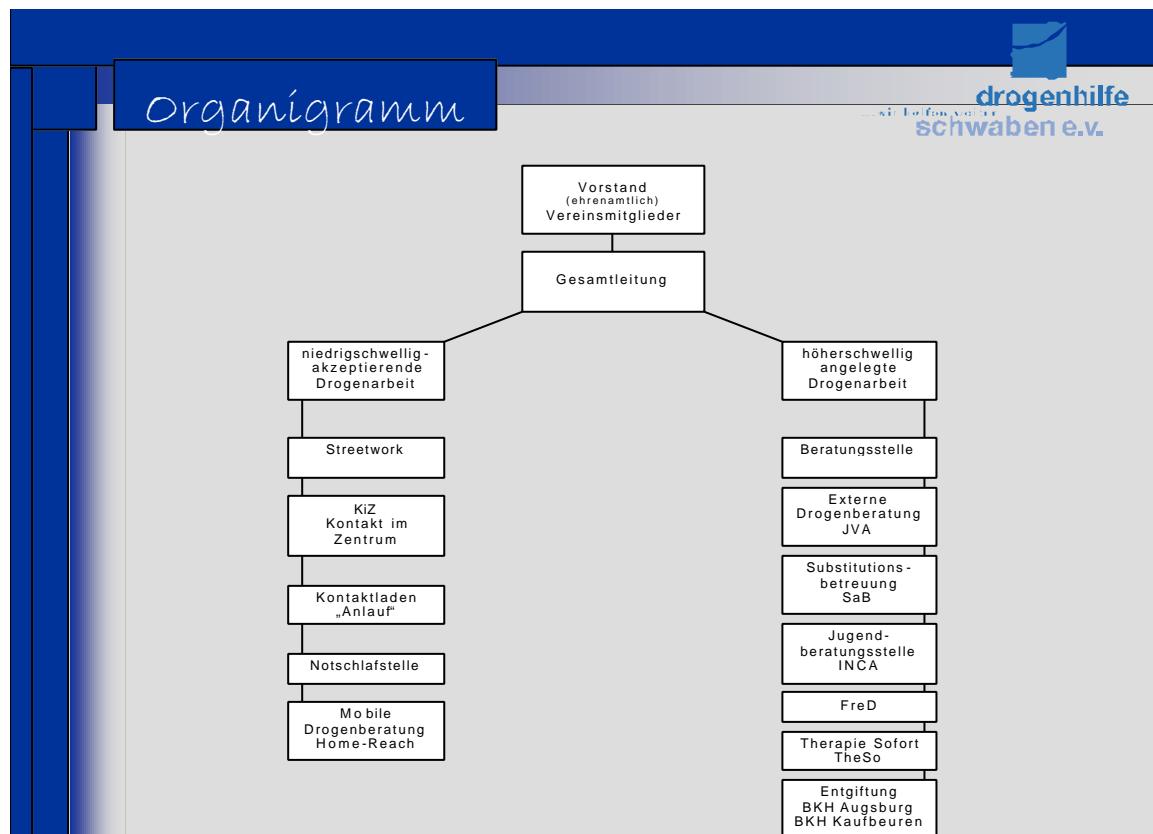 Organigramm
drogenhilfe
schwaben e.v.
Vorstand
(ehrenamtlich)
Vereinsmitglieder
Gesamtleitung
niedrigschwellig-
akzeptierende
Drogenarbeit
Streetwork
KiZ
Kontakt im
Zentrum
Kontaktladen
„Anlauf“
Notschlafstelle
Mobile
Drogenberatung
Home-Reach
höherschwellig
angelegte
Drogenarbeit
Beratungsstelle
Externe
Drogenberatung
JVA
Substitutions-
betreuung
SaB
Jugend-
beratungsstelle
INCA
FreD
Therapie Sofort
TheSo
Entgiftung
BKH Augsburg
BKH Kaufbeuren